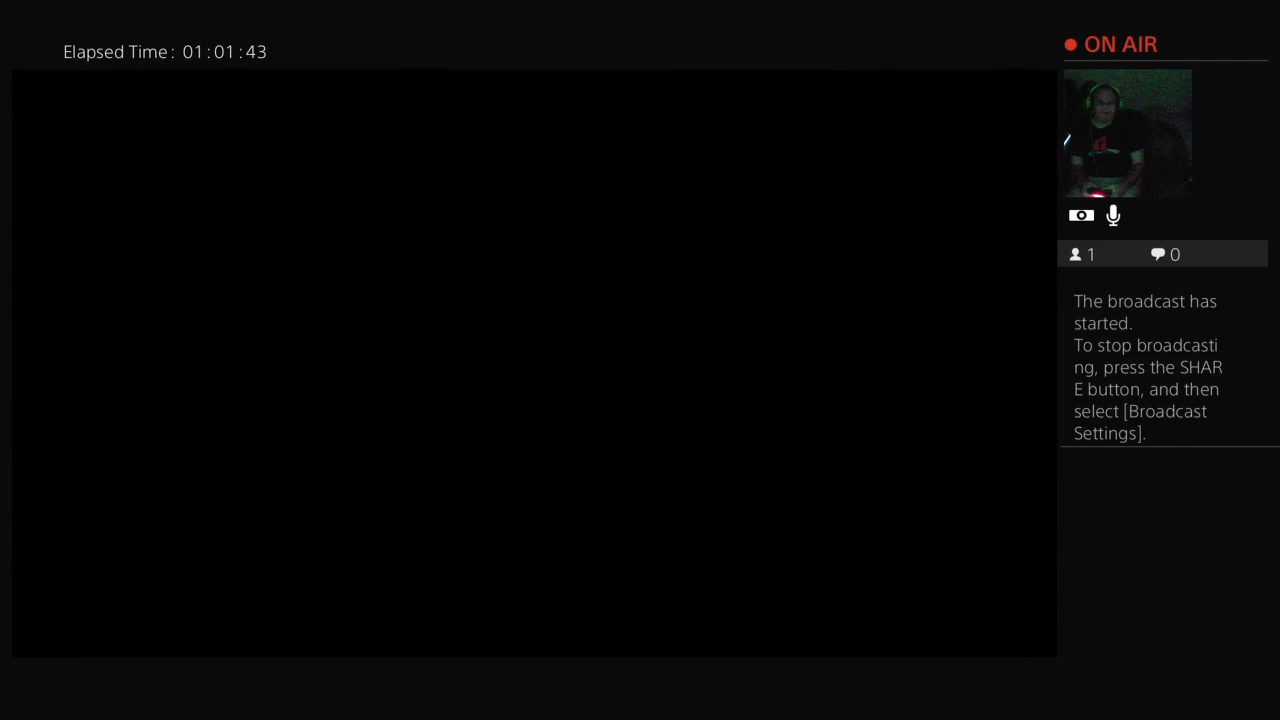 Elapsed Time: 01:01:43
ON AIR
1 0
The broadcast has
started.
To stop broadcasti
ng, press the SHAR
E button, and then
select [Broadcast
Settings].